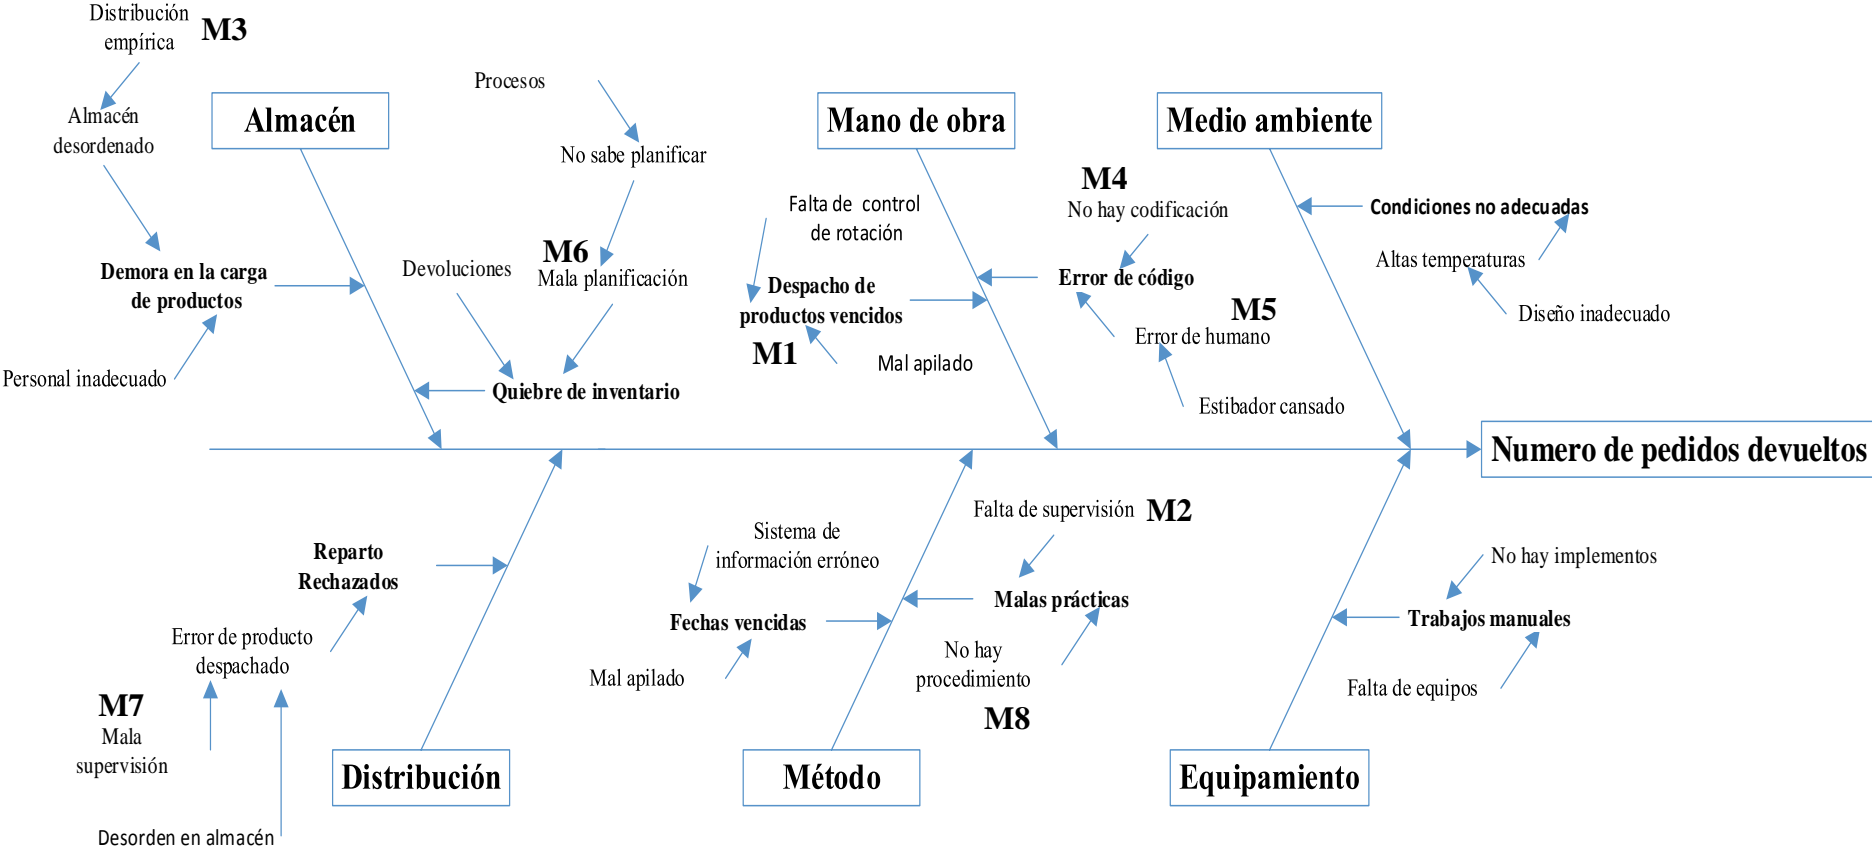 Distribución
empírica
M3
Almacén
desordenado
Almacén
Demora en la carga
de productos
Personal inadecuado
Procesos
No sabe planificar
M6
Mala planificación
Devoluciones
Quiebre de inventario
Mano de obra
Falta de control
de rotación
Despacho de
productos vencidos
M1
Mal apilado
M4
No hay codificación
Error de código
M5
Error de humano
Estibador cansado
Medio ambiente
Condiciones no adecuadas
Altas temperaturas
Diseño inadecuado
Numero de pedidos devueltos
Reparto
Rechazados
Error de producto
despachado
M7
Mala
supervisión
Desorden en almacén
Distribución
Sistema de
información erróneo
Fechas vencidas
Mal apilado
Falta de supervisión M2
Malas prácticas
No hay
procedimiento
M8
Método
No hay implementos
Trabajos manuales
Falta de equipos
Equipamiento